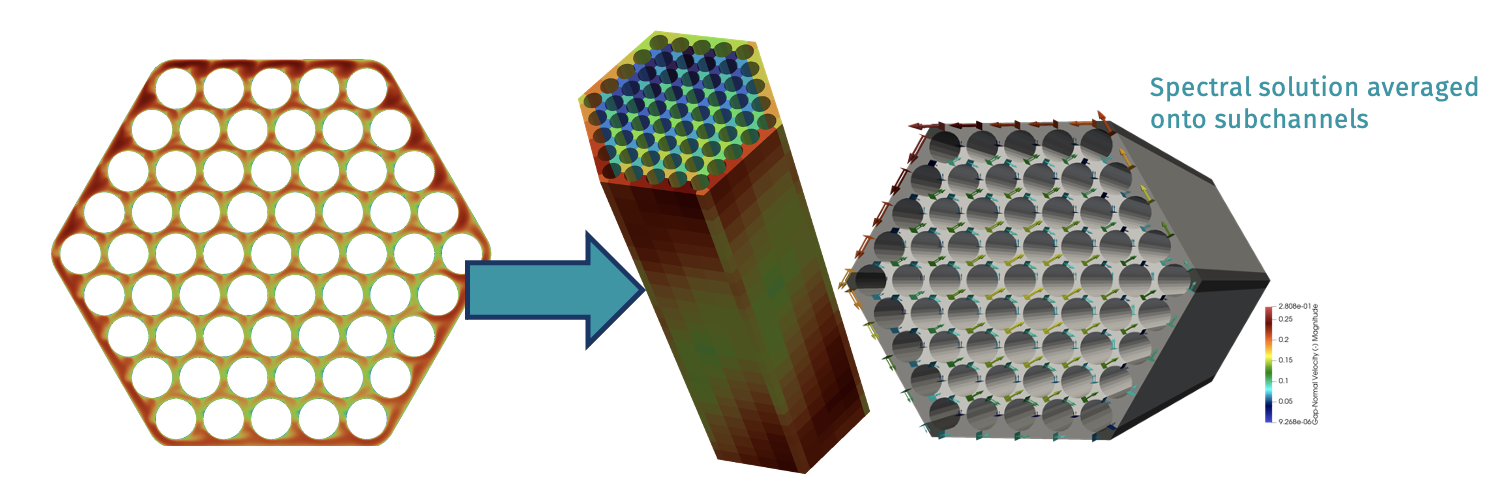 Spectral solution averaged
onto subchannels
2.808e-01
0.25
0.2
0.15
0.1
0.05
9.268e-06
Gap-Normal Velocity (-) Magnitude